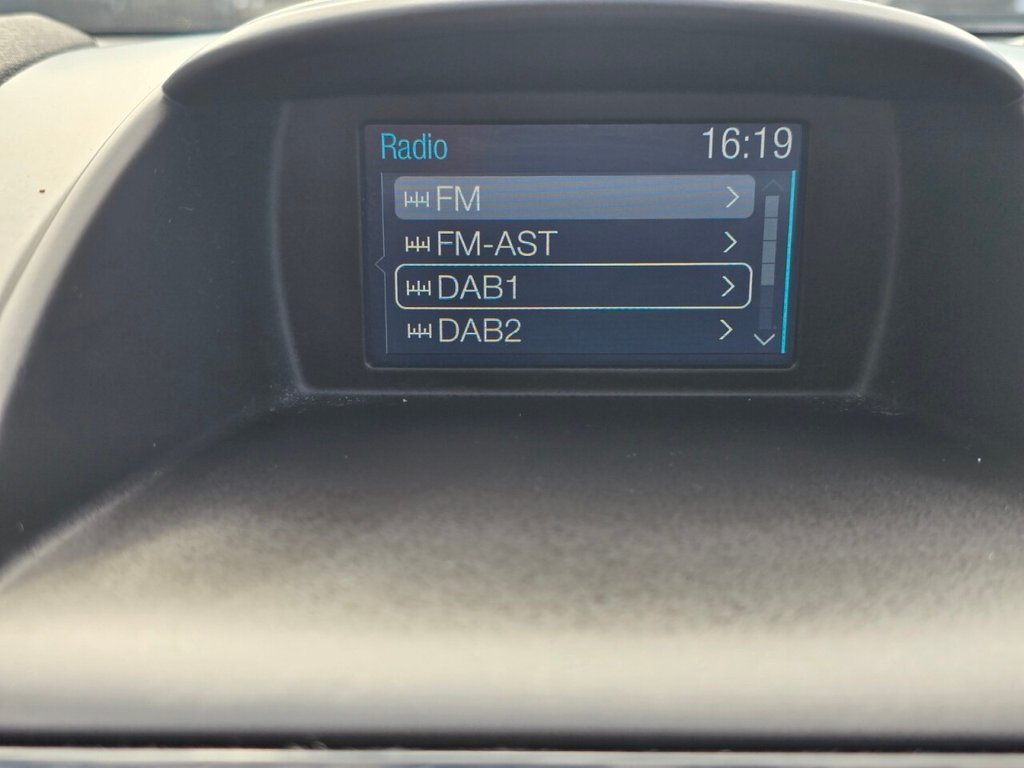 Radio 16:19
FM
FM-AST
DAB1
DAB2